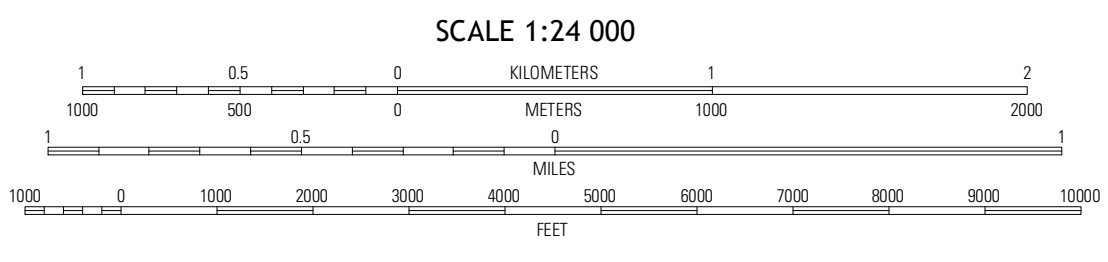 SCALE 1:24 000
1 0.5 0 KILOMETERS 1 2
1000 500 0 METERS 1000 2000
1 0.5 0 1
MILES
1000 0 1000 2000 3000 4000 5000 6000 7000 8000 9000 10000
FEET